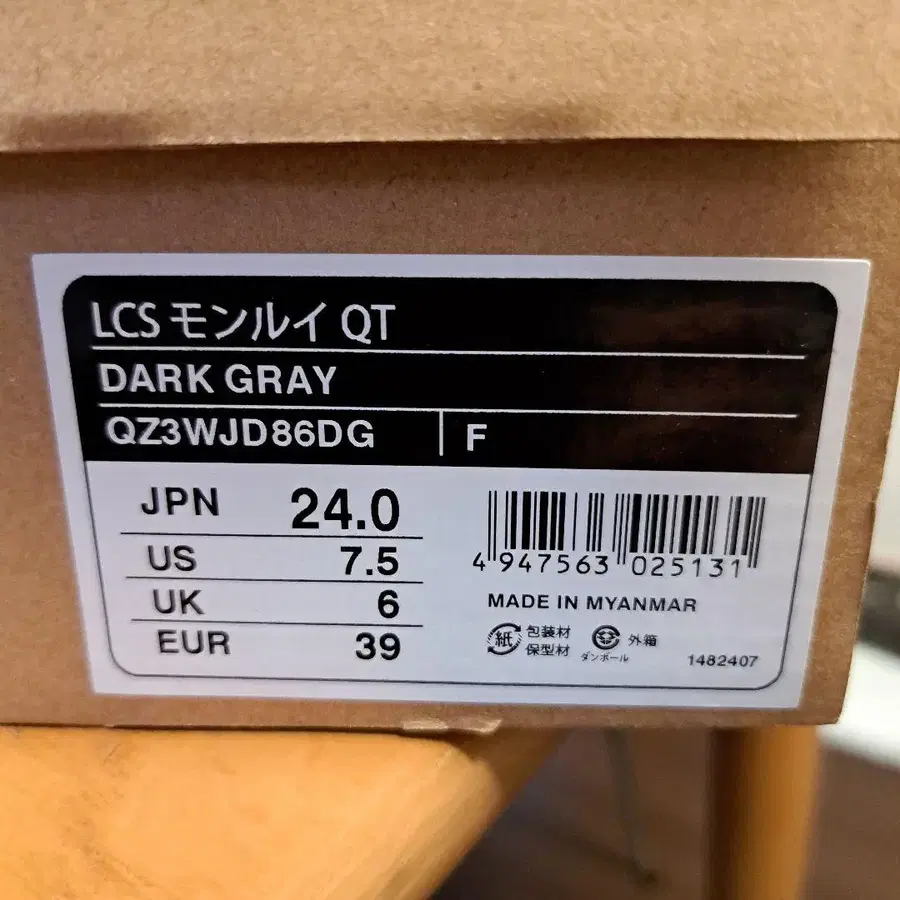 LCS モンルイ QT
DARK GRAY
QZ3WJD86DG F
JPN 24.0
US 7.5
UK 6
EUR 39
4 947563 025131
MADE IN MYANMAR
紙 包装材
保型材
ダンボール 外箱
1482407